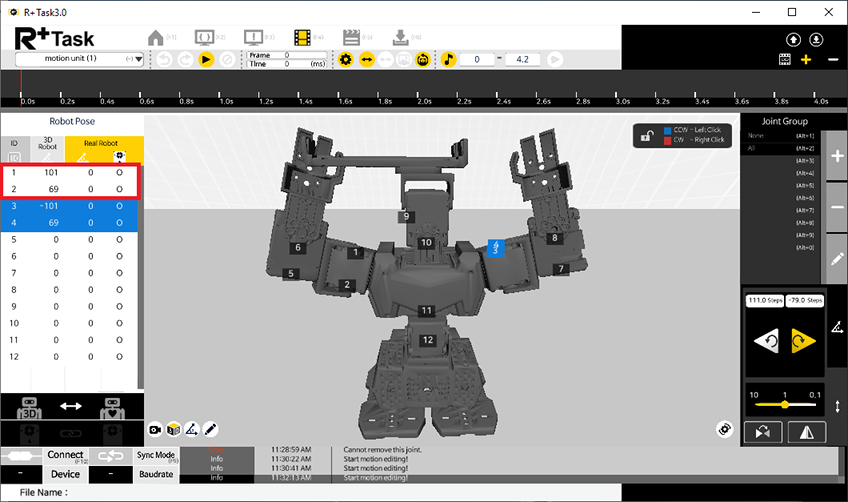 R+Task3.0
R+Task
(F1)
(F2)
(F3)
(F4)
(F5)
(F6)
motion unit (1)
(~)
Frame 0
Time 0 (ms)
0 - 4.2
0.0s 0.2s 0.4s 0.6s 0.8s 1.0s 1.2s 1.4s 1.6s 1.8s 2.0s 2.2s 2.4s 2.6s 2.8s 3.0s 3.2s 3.4s 3.6s 3.8s 4.0s
Robot Pose
ID 3D Robot Real Robot
1 101 0 O
2 69 0 O
3 -101 0 O
4 69 0 O
5 0 0 O
6 0 0 O
7 0 0 O
8 0 0 O
9 0 0 O
10 0 0 O
11 0 0 O
12 0 0 O
3D
CCW - Left Click
CW - Right Click
9
10
6
1
5
2
4
3
8
7
11
12
Joint Group
None (Alt+1)
All (Alt+2)
(Alt+3)
(Alt+4)
(Alt+5)
(Alt+6)
(Alt+7)
(Alt+8)
(Alt+9)
(Alt+0)
111.0 Steps -79.0 Steps
10 1 0.1
Connect
(F10)
Sync Mode
(F9)
- Device - Baudrate
11:28:59 AM Cannot remove this joint.
Info 11:30:22 AM Start motion editing!
Info 11:30:41 AM Start motion editing!
Info 11:32:13 AM Start motion editing!
File Name :